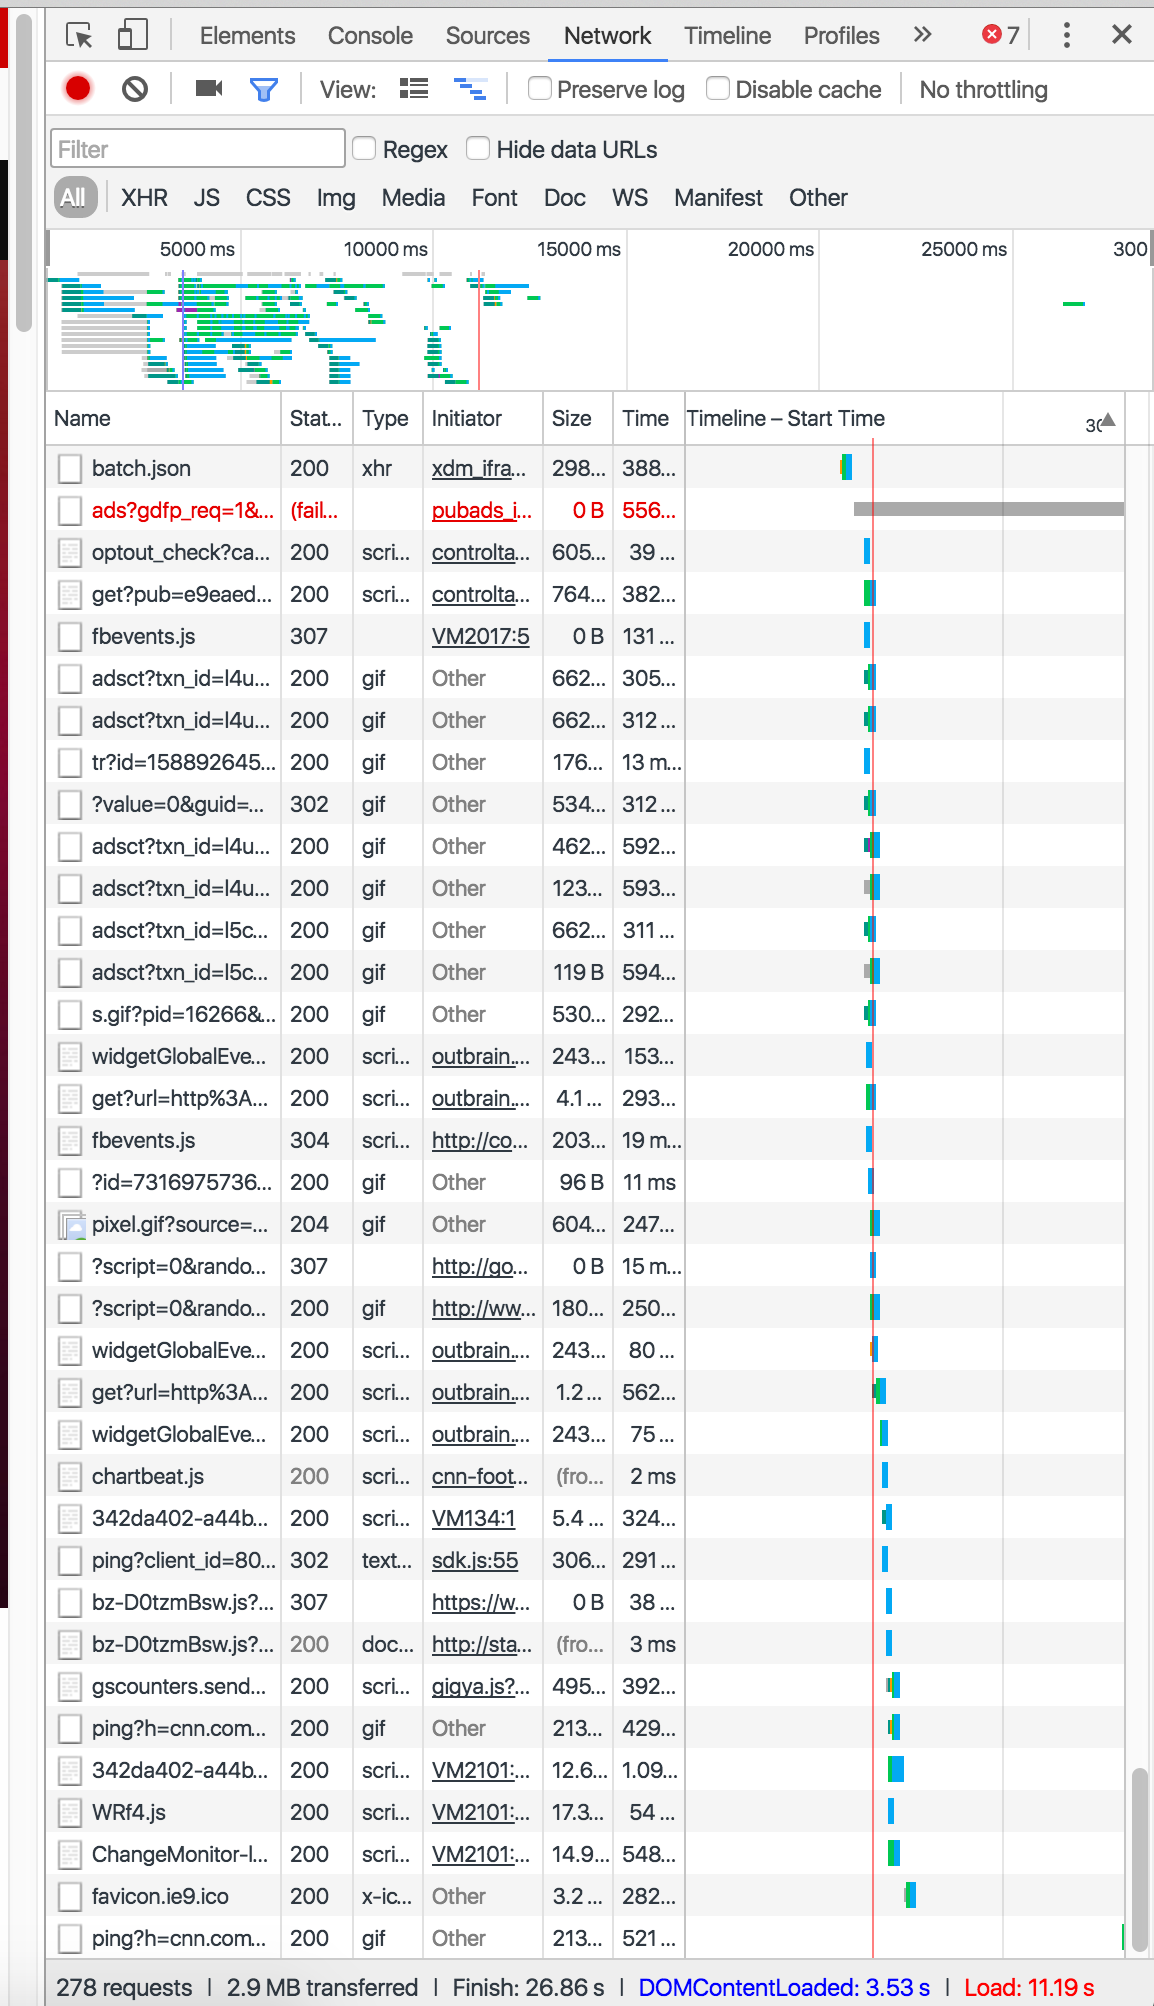 Elements Console Sources Network Timeline Profiles » 7
View: Preserve log Disable cache No throttling
Filter Regex Hide data URLs
All XHR JS CSS Img Media Font Doc WS Manifest Other
5000 ms 10000 ms 15000 ms 20000 ms 25000 ms 300
Name Stat... Type Initiator Size Time Timeline – Start Time 30
batch.json 200 xhr xdm_ifra... 298... 388...
ads?gdfp_req=1&... (fail... pubads_i... 0 B 556...
optout_check?ca... 200 scri... controlta... 605... 39 ...
get?pub=e9eaed... 200 scri... controlta... 764... 382...
fbevents.js 307 VM2017:5 0 B 131 ...
adsct?txn_id=l4u... 200 gif Other 662... 305...
adsct?txn_id=l4u... 200 gif Other 662... 312 ...
tr?id=158892645... 200 gif Other 176... 13 m...
?value=0&guid=... 302 gif Other 534... 312 ...
adsct?txn_id=l4u... 200 gif Other 462... 592...
adsct?txn_id=l4u... 200 gif Other 123... 593...
adsct?txn_id=l5c... 200 gif Other 662... 311 ...
adsct?txn_id=l5c... 200 gif Other 119 B 594...
s.gif?pid=16266&... 200 gif Other 530... 292...
widgetGlobalEve... 200 scri... outbrain.... 243... 153...
get?url=http%3A... 200 scri... outbrain.... 4.1 ... 293...
fbevents.js 304 scri... http://co... 203... 19 m...
?id=7316975736... 200 gif Other 96 B 11 ms
pixel.gif?source=... 204 gif Other 604... 247...
?script=0&rando... 307 http://go... 0 B 15 m...
?script=0&rando... 200 gif http://ww... 180... 250...
widgetGlobalEve... 200 scri... outbrain.... 243... 80 ...
get?url=http%3A... 200 scri... outbrain.... 1.2 ... 562...
widgetGlobalEve... 200 scri... outbrain.... 243... 75 ...
chartbeat.js 200 scri... cnn-foot... (fro... 2 ms
342da402-a44b... 200 scri... VM134:1 5.4 ... 324...
ping?client_id=80... 302 text... sdk.js:55 306... 291 ...
bz-D0tzmBsw.js?... 307 https://w... 0 B 38 ...
bz-D0tzmBsw.js?... 200 doc... http://sta... (fro... 3 ms
gscounters.send... 200 scri... gigya.js?... 495... 392...
ping?h=cnn.com... 200 gif Other 213... 429...
342da402-a44b... 200 scri... VM2101:... 12.6... 1.09...
WRf4.js 200 scri... VM2101:... 17.3... 54 ...
ChangeMonitor-l... 200 scri... VM2101:... 14.9... 548...
favicon.ie9.ico 200 x-ic... Other 3.2 ... 282...
ping?h=cnn.com... 200 gif Other 213... 521...
278 requests | 2.9 MB transferred | Finish: 26.86 s | DOMContentLoaded: 3.53 s | Load: 11.19 s